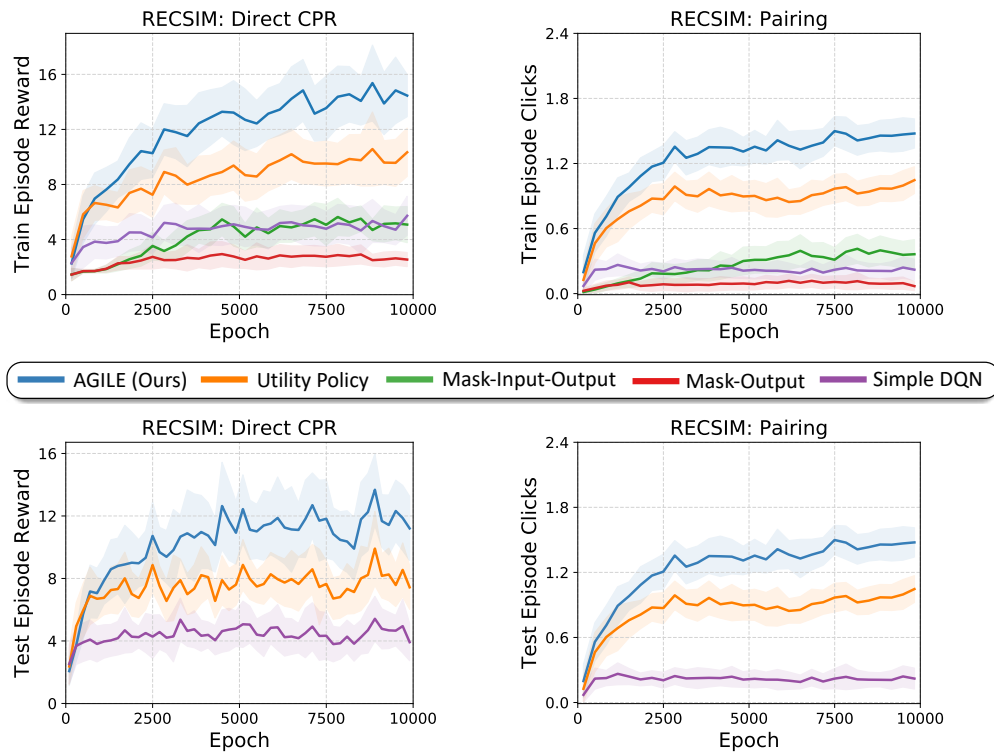 RECSIM: Direct CPR
Train Episode Reward
16
12
8
4
0
0 2500 5000 7500 10000
Epoch
RECSIM: Pairing
Train Episode Clicks
2.4
1.8
1.2
0.6
0.0
0 2500 5000 7500 10000
Epoch
AGILE (Ours) Utility Policy Mask-Input-Output Mask-Output Simple DQN
RECSIM: Direct CPR
Test Episode Reward
16
12
8
4
0
0 2500 5000 7500 10000
Epoch
RECSIM: Pairing
Test Episode Clicks
2.4
1.8
1.2
0.6
0.0
0 2500 5000 7500 10000
Epoch